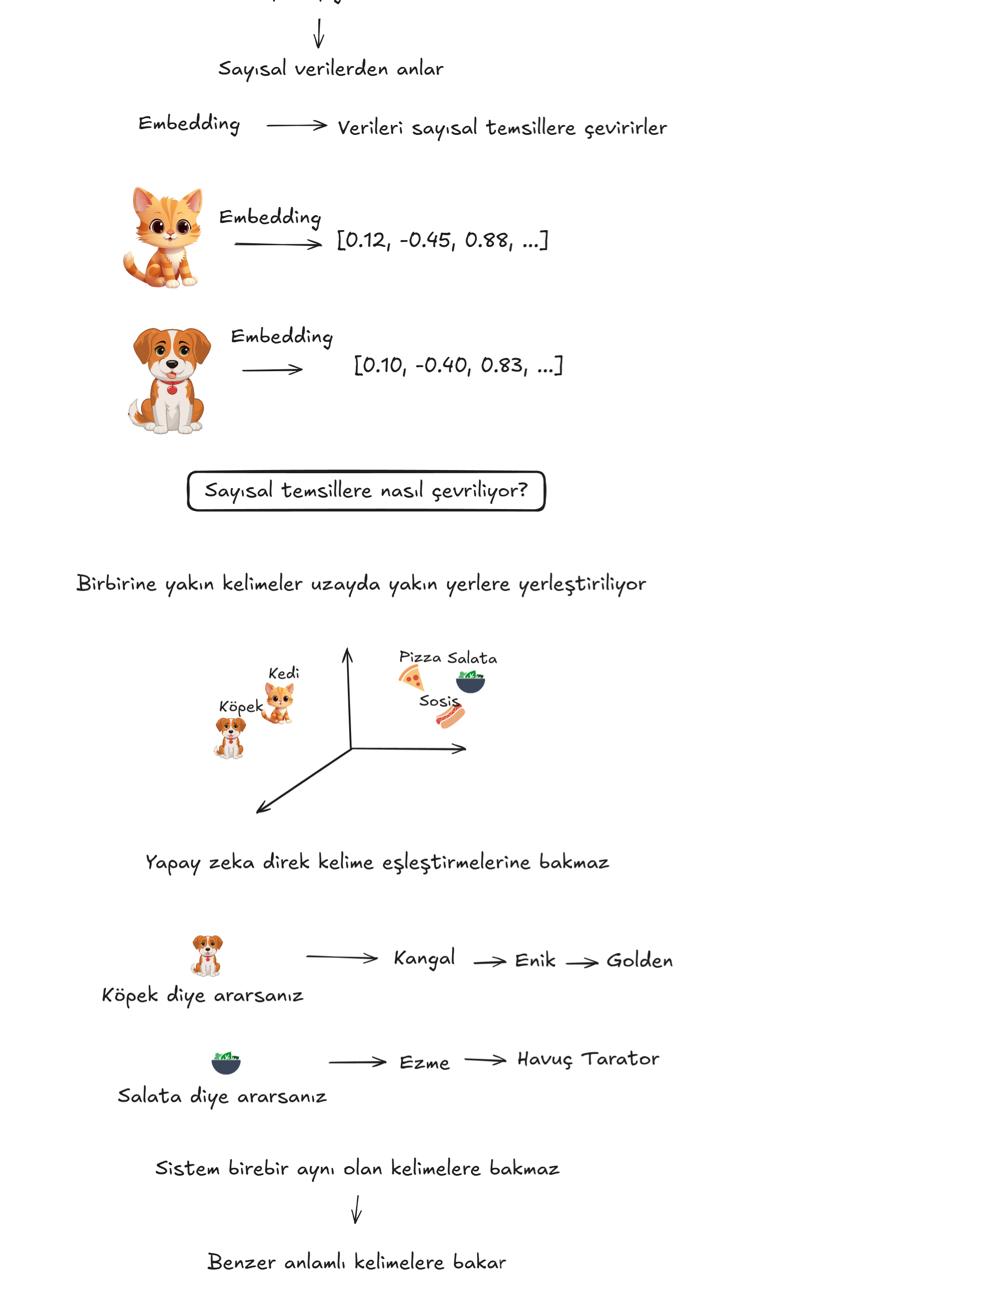 Sayısal verilerden anlar
Embedding
Verileri sayısal temsillere çevirirler
Embedding
[0.12, -0.45, 0.88, ...]
Embedding
[0.10, -0.40, 0.83, ...]
Sayısal temsillere nasıl çevriliyor?
Birbirine yakın kelimeler uzayda yakın yerlere yerleştiriliyor
Pizza Salata
Kedi
Sosis
Köpek
Yapay zeka direk kelime eşleştirmelerine bakmaz
Kangal
Enik
Golden
Köpek diye ararsanız
Ezme
Havuç Tarator
Salata diye ararsanız
Sistem birebir aynı olan kelimelere bakmaz
Benzer anlamlı kelimelere bakar